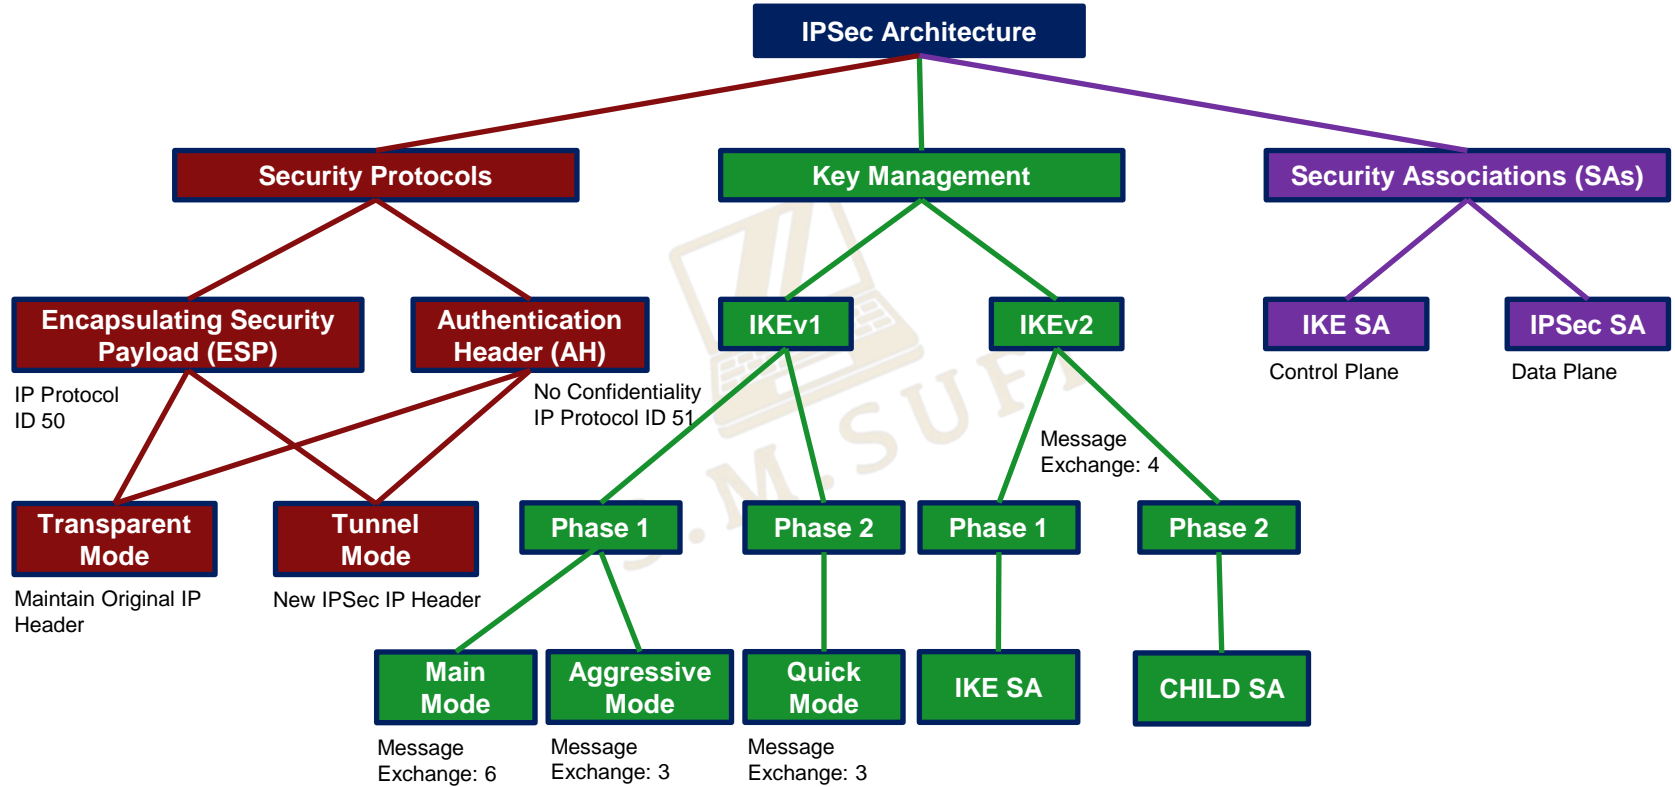 IPSec Architecture
Security Protocols
Key Management
Security Associations (SAs)
Encapsulating Security
Payload (ESP)
Authentication
Header (AH)
IKEv1
IKEv2
IKE SA
IPSec SA
IP Protocol
ID 50
No Confidentiality
IP Protocol ID 51
Control Plane
Data Plane
Message
Exchange: 4
Transparent
Mode
Tunnel
Mode
Phase 1
Phase 2
Phase 1
Phase 2
Maintain Original IP
Header
New IPSec IP Header
Main
Mode
Aggressive
Mode
Quick
Mode
IKE SA
CHILD SA
Message
Exchange: 6
Message
Exchange: 3
Message
Exchange: 3